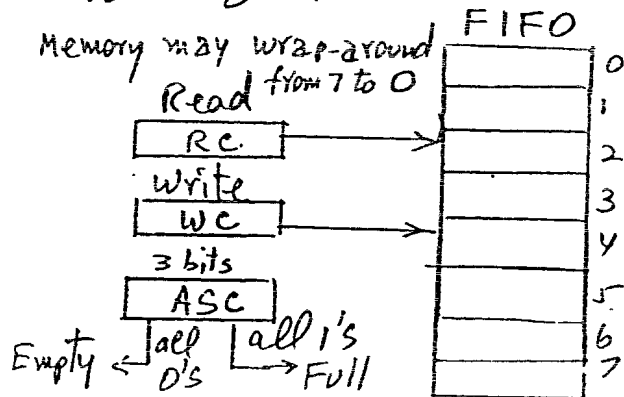 FIFO
Memory may wrap-around
from 7 to 0
Read
RC.
Write
WC
3 bits
ASC
Empty all 0's all 1's Full
0
1
2
3
4
5
6
7